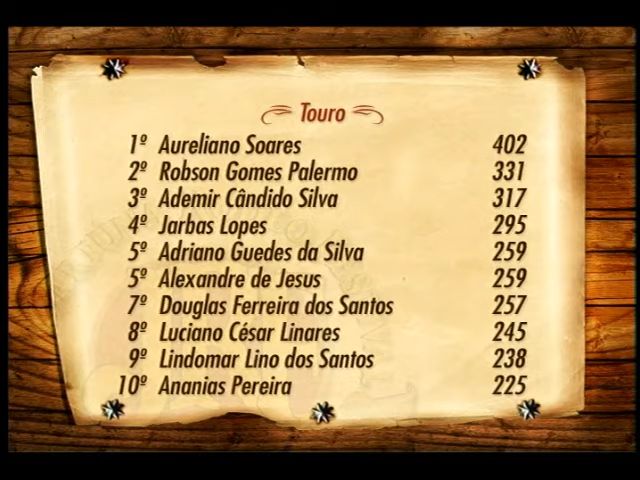 Touro
1º Aureliano Soares 402
2º Robson Gomes Palermo 331
3º Ademir Cândido Silva 317
4º Jarbas Lopes 295
5º Adriano Guedes da Silva 259
5º Alexandre de Jesus 259
7º Douglas Ferreira dos Santos 257
8º Luciano César Linares 245
9º Lindomar Lino dos Santos 238
10º Ananias Pereira 225